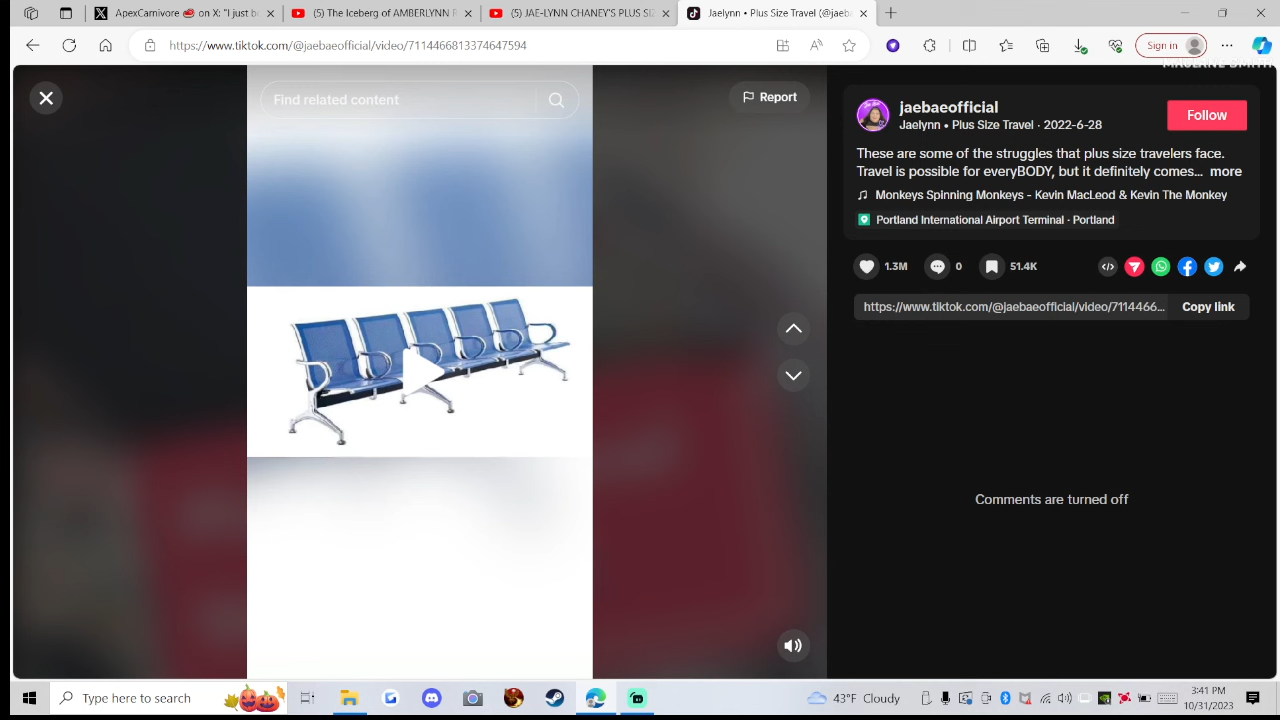 ApexCarnivore 🥩 on X: "I just be
(5) The Iceberg of AMBERLYNN R
(5) JAE-LYNN CHANEY'S PLUS SIZ
Jaelynn • Plus Size Travel (@jaeba
https://www.tiktok.com/@jaebaeofficial/video/7114466813374647594
Sign in
Find related content
Report
jaebaeofficial
Jaelynn • Plus Size Travel · 2022-6-28
Follow
These are some of the struggles that plus size travelers face.
Travel is possible for everyBODY, but it definitely comes... more
Monkeys Spinning Monkeys - Kevin MacLeod & Kevin The Monkey
Portland International Airport Terminal · Portland
1.3M
0
51.4K
https://www.tiktok.com/@jaebaeofficial/video/7114466...
Copy link
Comments are turned off
Type here to search
43°F Cloudy
3:41 PM
10/31/2023